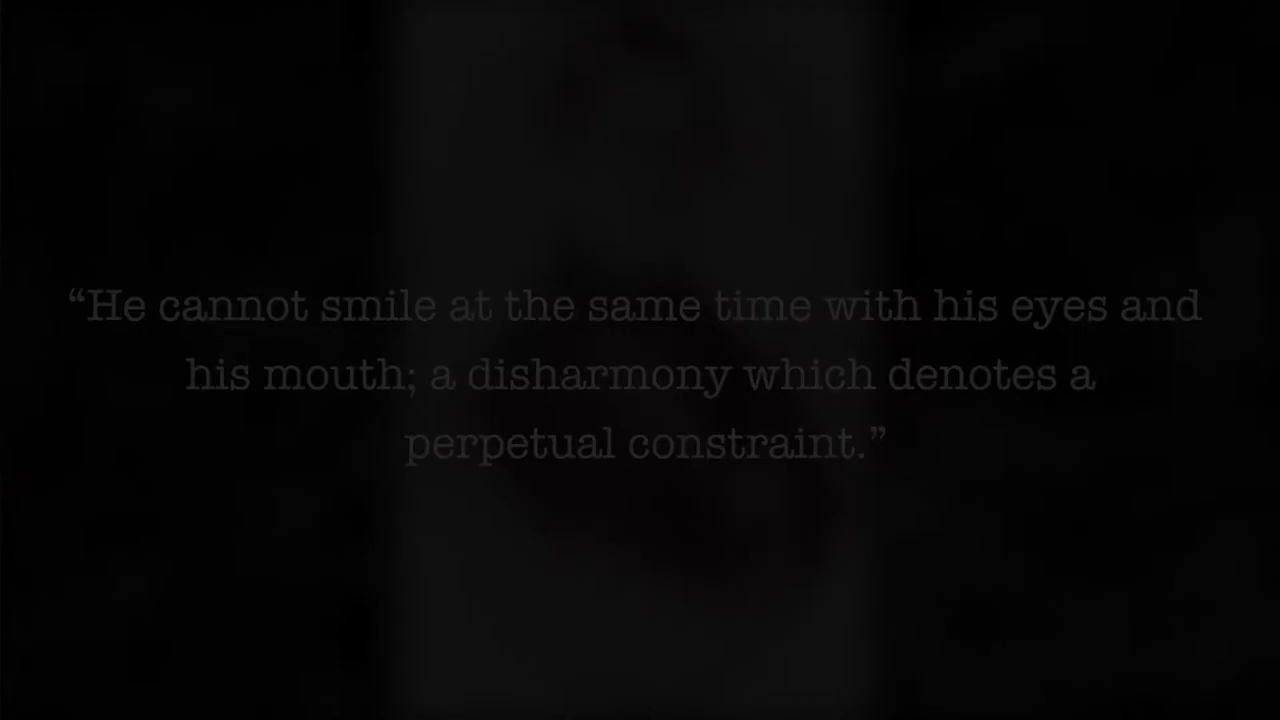 “He cannot smile at the same time with his eyes and
his mouth; a disharmony which denotes a
perpetual constraint.”